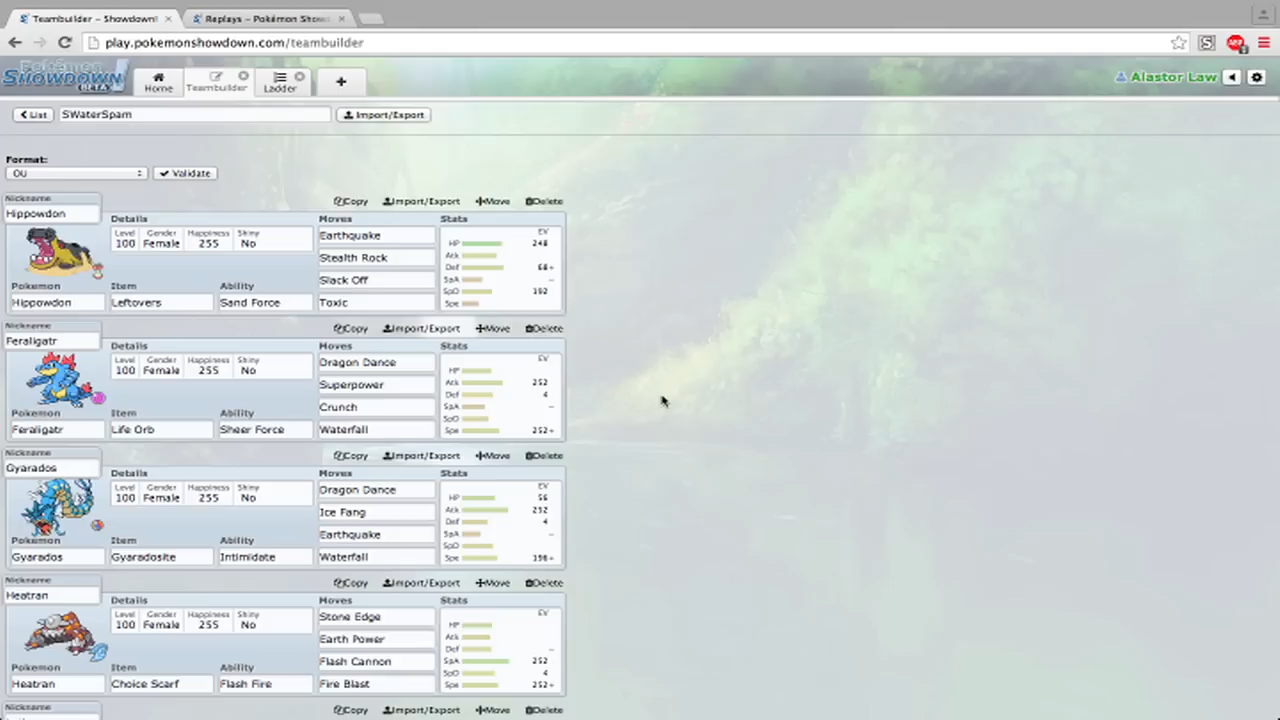 Teambuilder – Showdown!
Replays – Pokémon Show
play.pokemonshowdown.com/teambuilder
Pokémon
SHOWDOWN!
BETA
Home
Teambuilder
Ladder
Alastor Law
List
SWaterSpam
Import/Export
Format:
OU
Validate
Copy Import/Export Move Delete
Nickname
Hippowdon
Details Moves Stats
Level Gender Happiness Shiny
100 Female 255 No
Earthquake
Stealth Rock
Slack Off
Toxic
EV
HP 248
Atk
Def 68+
SpA –
SpD 192
Spe
Pokemon Item Ability
Hippowdon Leftovers Sand Force
Copy Import/Export Move Delete
Nickname
Feraligatr
Details Moves Stats
Level Gender Happiness Shiny
100 Female 255 No
Dragon Dance
Superpower
Crunch
Waterfall
EV
HP
Atk 252
Def 4
SpA –
SpD
Spe 252+
Pokemon Item Ability
Feraligatr Life Orb Sheer Force
Copy Import/Export Move Delete
Nickname
Gyarados
Details Moves Stats
Level Gender Happiness Shiny
100 Female 255 No
Dragon Dance
Ice Fang
Earthquake
Waterfall
EV
HP 56
Atk 252
Def 4
SpA –
SpD
Spe 196+
Pokemon Item Ability
Gyarados Gyaradosite Intimidate
Copy Import/Export Move Delete
Nickname
Heatran
Details Moves Stats
Level Gender Happiness Shiny
100 Female 255 No
Stone Edge
Earth Power
Flash Cannon
Fire Blast
EV
HP
Atk
Def –
SpA 252
SpD 4
Spe 252+
Pokemon Item Ability
Heatran Choice Scarf Flash Fire
Copy Import/Export Move Delete
Nickname